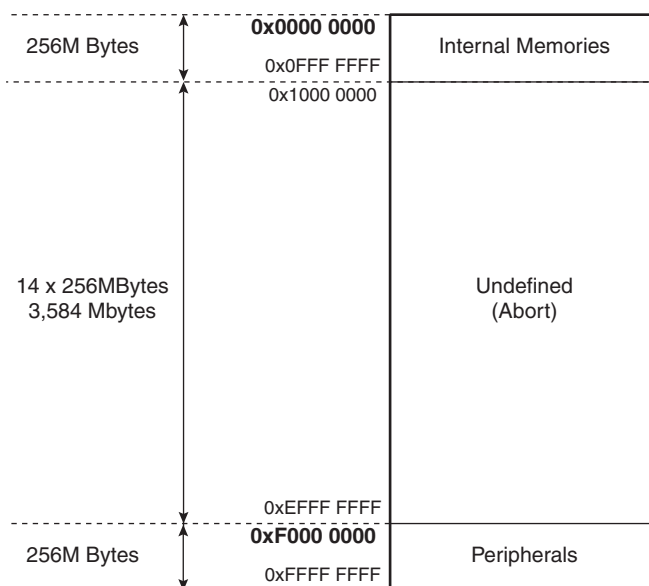 256M Bytes
0x0000 0000
0x0FFF FFFF
Internal Memories
0x1000 0000
14 x 256MBytes
3,584 Mbytes
Undefined
(Abort)
0xEFFF FFFF
256M Bytes
0xF000 0000
0xFFFF FFFF
Peripherals